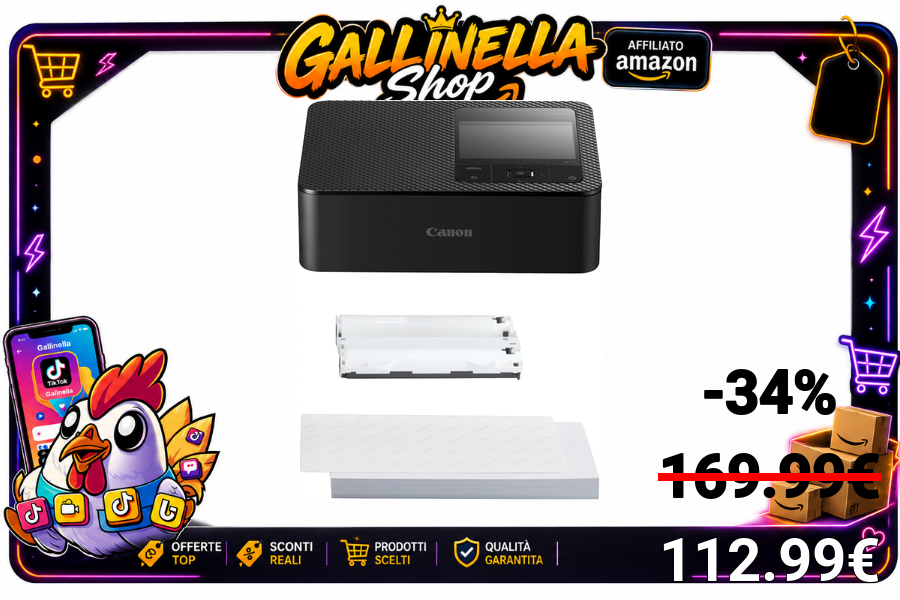 GALLINELLA
Shop
AFFILIATO
amazon
Canon
MENU
Gallinella
TikTok
Gallinella
-34%
169.99€
112.99€
OFFERTE
TOP
SCONTI
REALI
PRODOTTI
SCELTI
QUALITÀ
GARANTITA